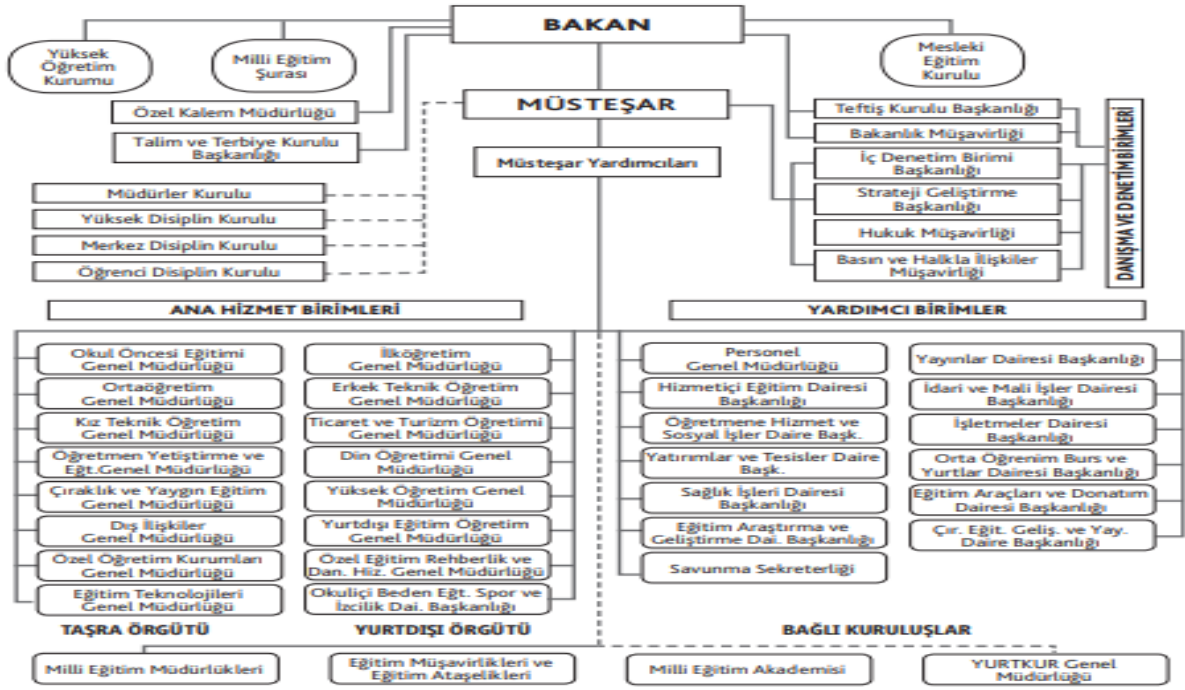 BAKAN
Yüksek
Öğretim
Kurumu
Milli Eğitim
Şurası
Mesleki
Eğitim
Kurulu
Özel Kalem Müdürlüğü
Talim ve Terbiye Kurulu
Başkanlığı
MÜSTEŞAR
Müsteşar Yardımcıları
Müdürler Kurulu
Yüksek Disiplin Kurulu
Merkez Disiplin Kurulu
Öğrenci Disiplin Kurulu
Teftiş Kurulu Başkanlığı
Bakanlık Müşavirliği
İç Denetim Birimi
Başkanlığı
Strateji Geliştirme
Başkanlığı
Hukuk Müşavirliği
Basın ve Halkla İlişkiler
Müşavirliği
DANIŞMA VE DENETİM BİRİMLERİ
ANA HİZMET BİRİMLERİ
Okul Öncesi Eğitimi
Genel Müdürlüğü
Ortaöğretim
Genel Müdürlüğü
Kız Teknik Öğretim
Genel Müdürlüğü
Öğretmen Yetiştirme ve
Eğt.Genel Müdürlüğü
Çıraklık ve Yaygın Eğitim
Genel Müdürlüğü
Dış İlişkiler
Genel Müdürlüğü
Özel Öğretim Kurumları
Genel Müdürlüğü
Eğitim Teknolojileri
Genel Müdürlüğü
İlköğretim
Genel Müdürlüğü
Erkek Teknik Öğretim
Genel Müdürlüğü
Ticaret ve Turizm Öğretimi
Genel Müdürlüğü
Din Öğretimi Genel
Müdürlüğü
Yüksek Öğretim Genel
Müdürlüğü
Yurtdışı Eğitim Öğretim
Genel Müdürlüğü
Özel Eğitim Rehberlik ve
Dan. Hiz. Genel Müdürlüğü
Okuliçi Beden Eğt. Spor ve
İzcilik Dai. Başkanlığı
YARDIMCI BİRİMLER
Personel
Genel Müdürlüğü
Hizmetiçi Eğitim Dairesi
Başkanlığı
Öğretmene Hizmet ve
Sosyal İşler Daire Başk.
Yatırımlar ve Tesisler Daire
Başk.
Sağlık İşleri Dairesi
Başkanlığı
Eğitim Araştırma ve
Geliştirme Dai. Başkanlığı
Savunma Sekreterliği
Yayınlar Dairesi Başkanlığı
İdari ve Mali İşler Dairesi
Başkanlığı
İşletmeler Dairesi
Başkanlığı
Orta Öğrenim Burs ve
Yurtlar Dairesi Başkanlığı
Eğitim Araçları ve Donatım
Dairesi Başkanlığı
Çır. Eğit. Geliş. ve Yay.
Daire Başkanlığı
TAŞRA ÖRGÜTÜ
Milli Eğitim Müdürlükleri
YURTDIŞI ÖRGÜTÜ
Eğitim Müşavirlikleri ve
Eğitim Ataşelikleri
BAĞLI KURULUŞLAR
Milli Eğitim Akademisi
YURTKUR Genel
Müdürlüğü